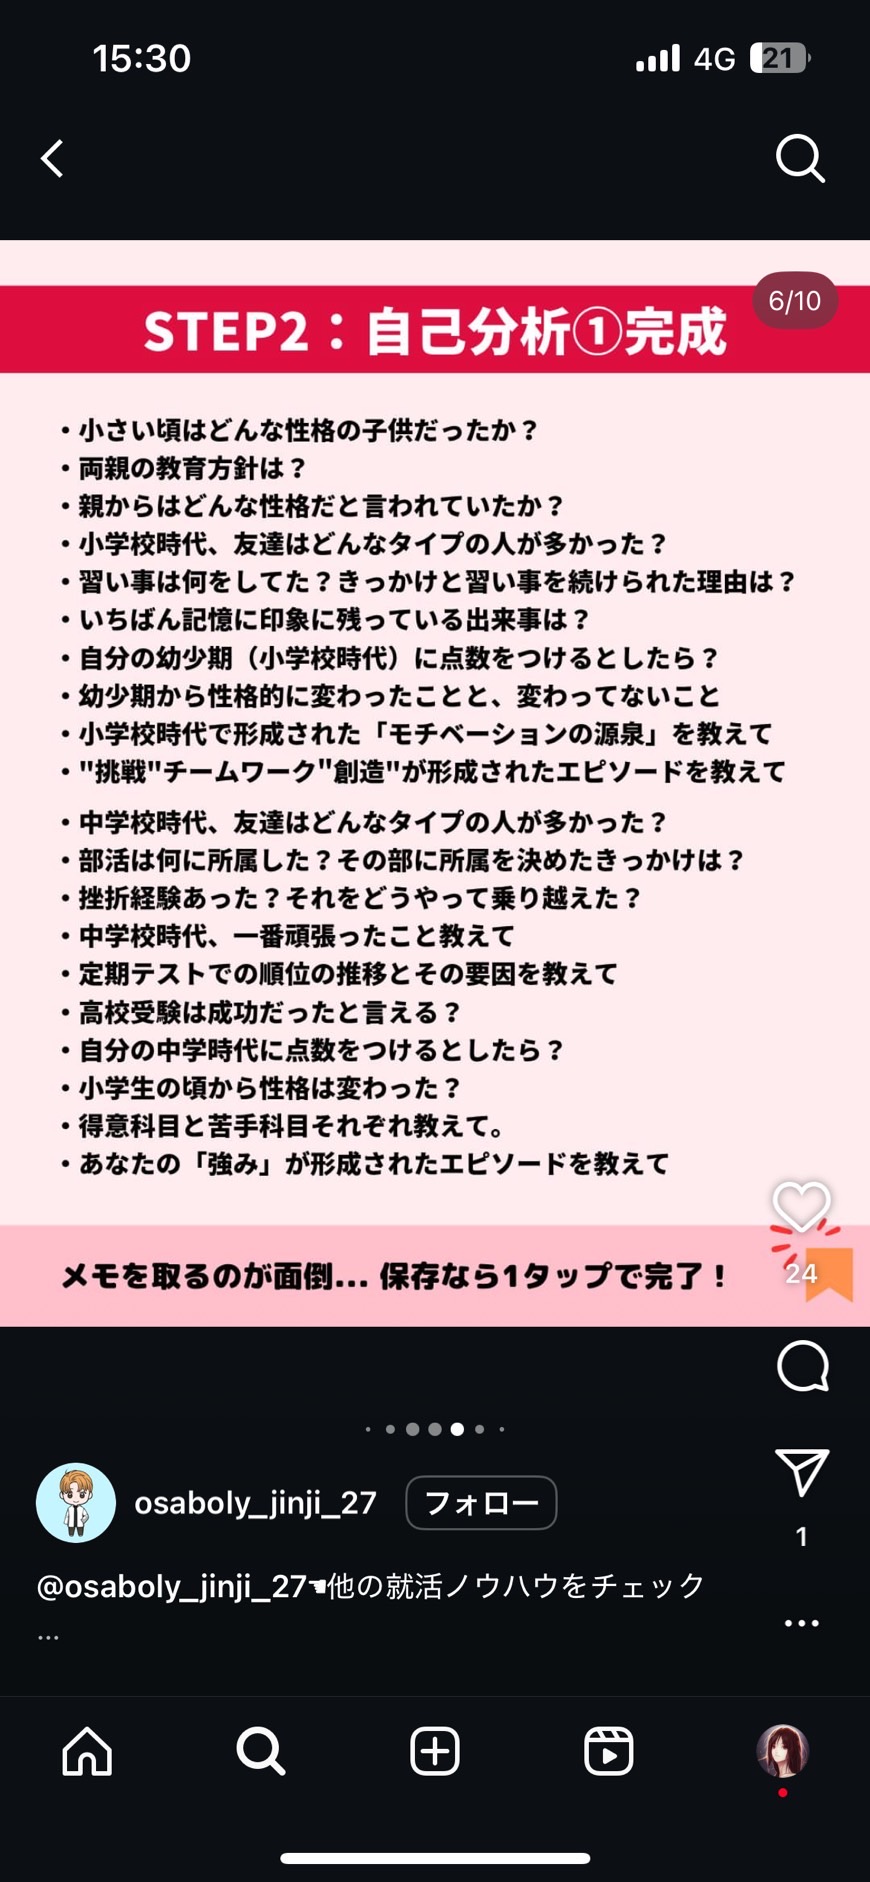 15:30
4G 21
6/10
STEP2：自己分析①完成
・小さい頃はどんな性格の子供だったか？
・両親の教育方針は？
・親からはどんな性格だと言われていたか？
・小学校時代、友達はどんなタイプの人が多かった？
・習い事は何をしてた？きっかけと習い事を続けられた理由は？
・いちばん記憶に印象に残っている出来事は？
・自分の幼少期（小学校時代）に点数をつけるとしたら？
・幼少期から性格的に変わったことと、変わってないこと
・小学校時代で形成された「モチベーションの源泉」を教えて
・"挑戦"チームワーク"創造"が形成されたエピソードを教えて
・中学校時代、友達はどんなタイプの人が多かった？
・部活は何に所属した？その部に所属を決めたきっかけは？
・挫折経験あった？それをどうやって乗り越えた？
・中学校時代、一番頑張ったこと教えて
・定期テストでの順位の推移とその要因を教えて
・高校受験は成功だったと言える？
・自分の中学時代に点数をつけるとしたら？
・小学生の頃から性格は変わった？
・得意科目と苦手科目それぞれ教えて。
・あなたの「強み」が形成されたエピソードを教えて
メモを取るのが面倒... 保存なら1タップで完了！
24
osaboly_jinji_27 フォロー
1
@osaboly_jinji_27☚他の就活ノウハウをチェック
...